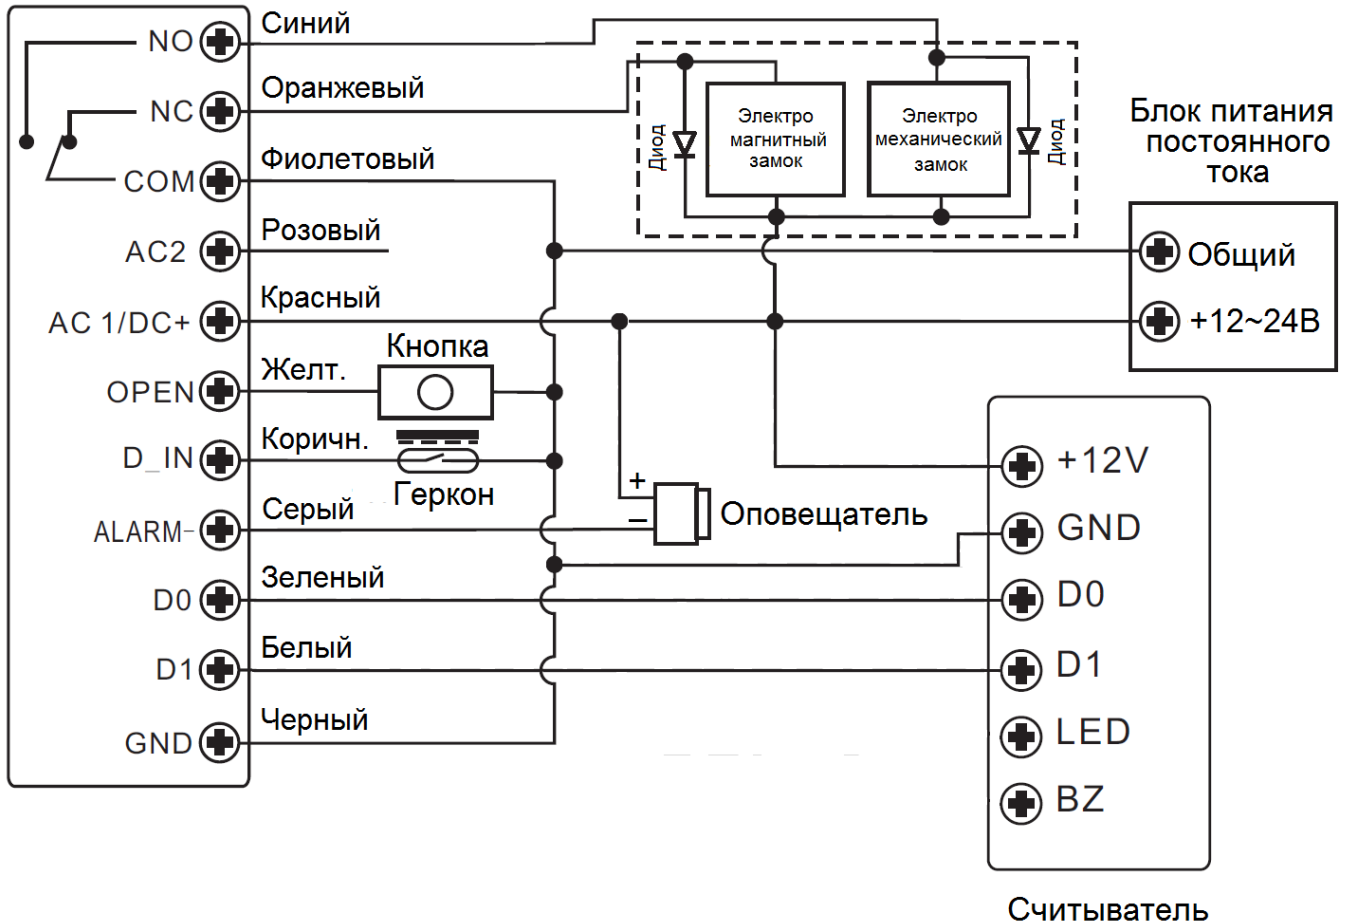 NO
Синий
NC
Оранжевый
COM
Фиолетовый
AC2
Розовый
AC 1/DC+
Красный
OPEN
Желт.
Кнопка
D_IN
Коричн.
Геркон
ALARM-
Серый
+
–
Оповещатель
D0
Зеленый
D1
Белый
GND
Черный
Диод
Электро
магнитный
замок
Электро
механический
замок
Диод
Блок питания
постоянного
тока
Общий
+12~24В
+12V
GND
D0
D1
LED
BZ
Считыватель